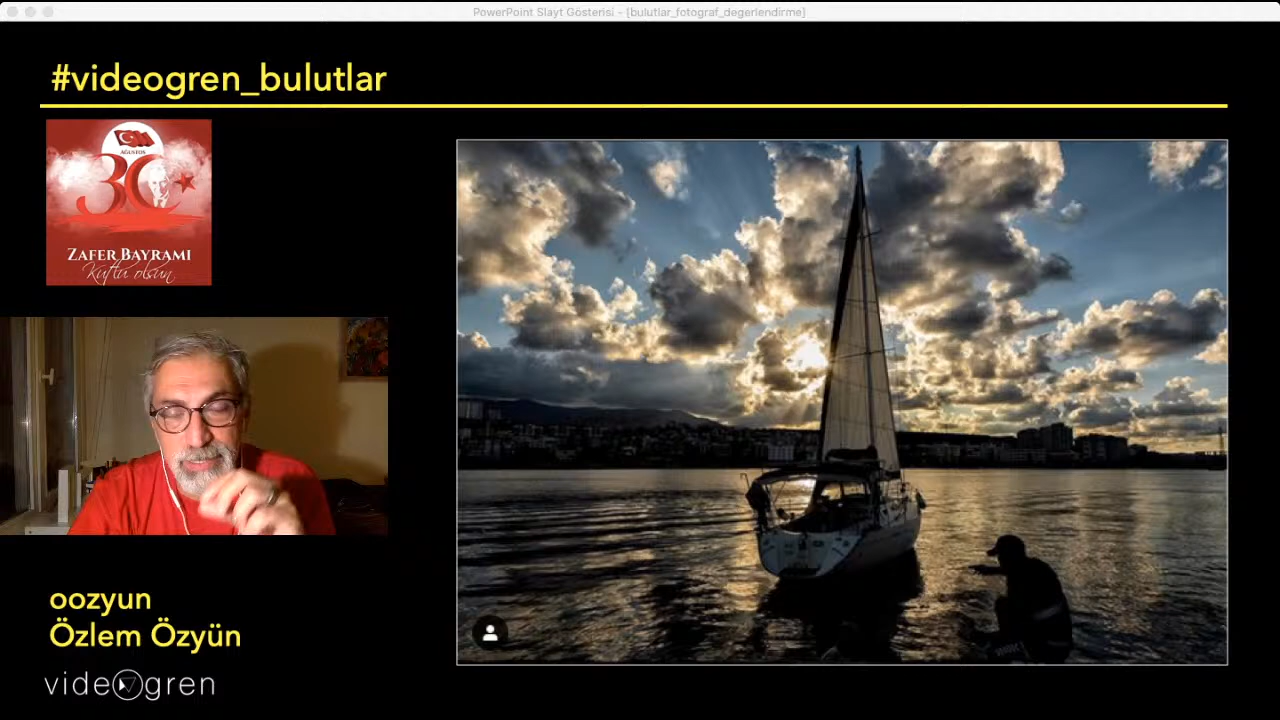 PowerPoint Slayt Gösterisi - [bulutlar_fotograf_degerlendirme]
#videogren_bulutlar
AĞUSTOS
30
ZAFER BAYRAMI
Kutlu olsun
oozyun
Özlem Özyün
videogren